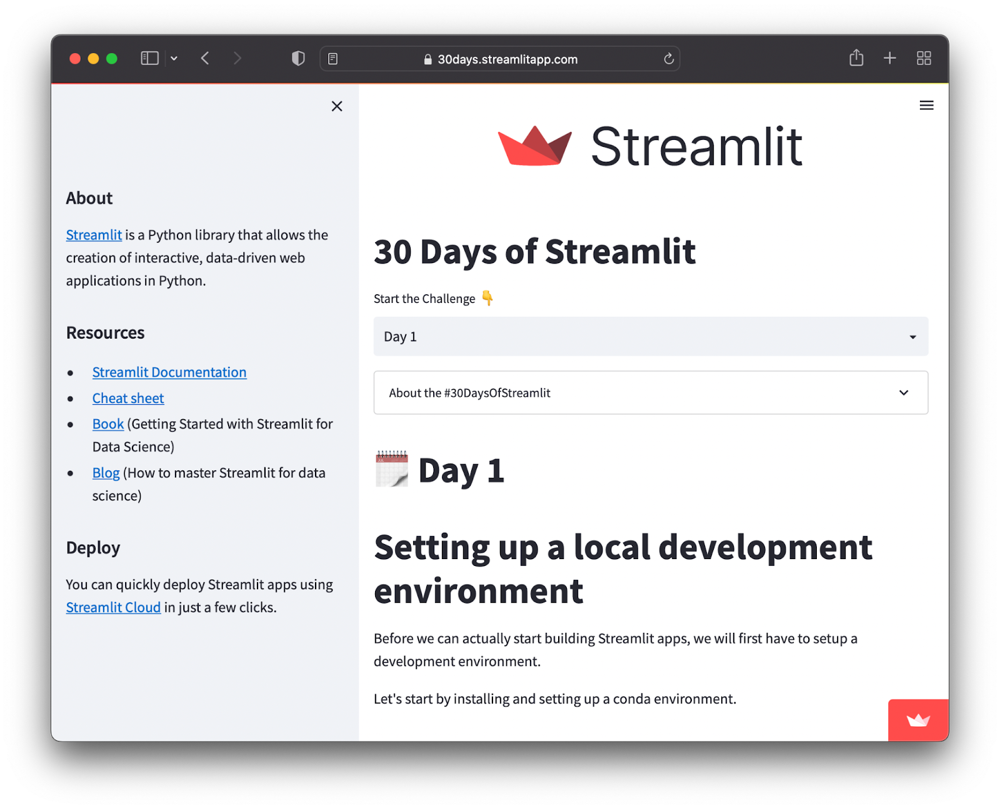 30days.streamlitapp.com
About
Streamlit is a Python library that allows the
creation of interactive, data-driven web
applications in Python.
Resources
Streamlit Documentation
Cheat sheet
Book (Getting Started with Streamlit for
Data Science)
Blog (How to master Streamlit for data
science)
Deploy
You can quickly deploy Streamlit apps using
Streamlit Cloud in just a few clicks.
Streamlit
30 Days of Streamlit
Start the Challenge 👇
Day 1
About the #30DaysOfStreamlit
JUL
Day 1
Setting up a local development
environment
Before we can actually start building Streamlit apps, we will first have to setup a
development environment.
Let's start by installing and setting up a conda environment.